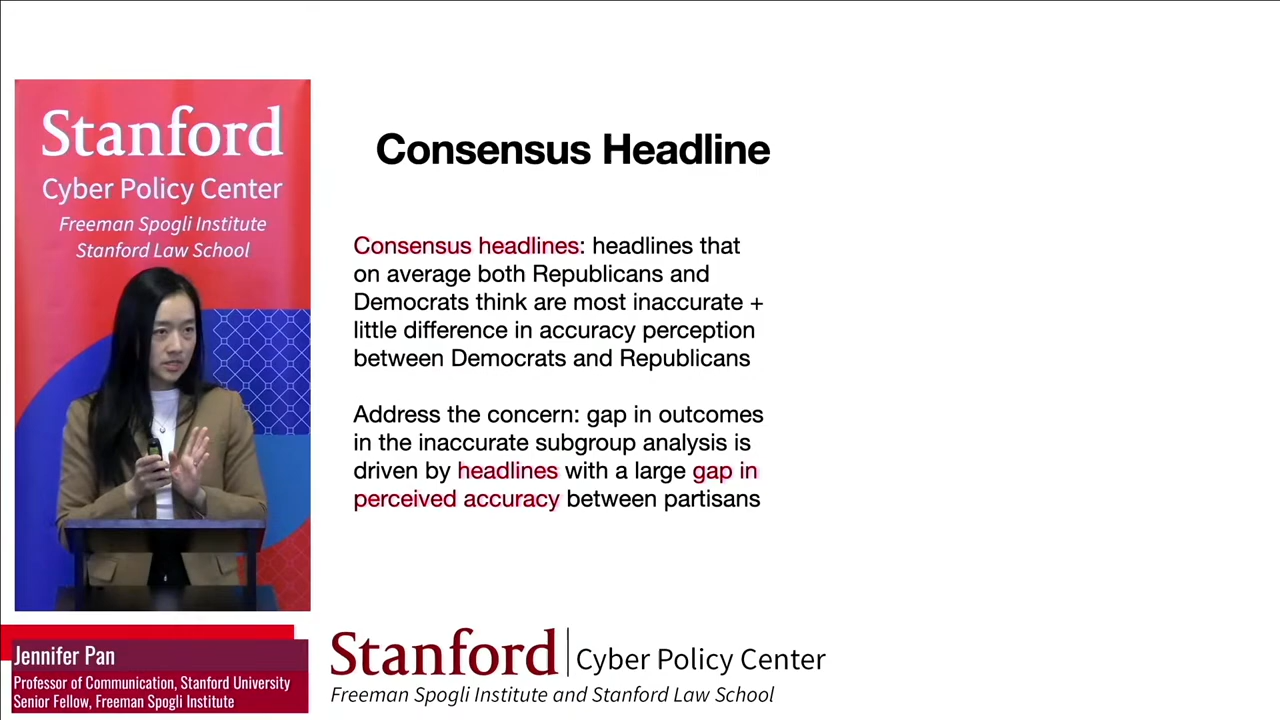 Stanford
Cyber Policy Center
Freeman Spogli Institute
Stanford Law School
Consensus Headline
Consensus headlines: headlines that
on average both Republicans and
Democrats think are most inaccurate +
little difference in accuracy perception
between Democrats and Republicans
Address the concern: gap in outcomes
in the inaccurate subgroup analysis is
driven by headlines with a large gap in
perceived accuracy between partisans
Jennifer Pan
Professor of Communication, Stanford University
Senior Fellow, Freeman Spogli Institute
Stanford | Cyber Policy Center
Freeman Spogli Institute and Stanford Law School